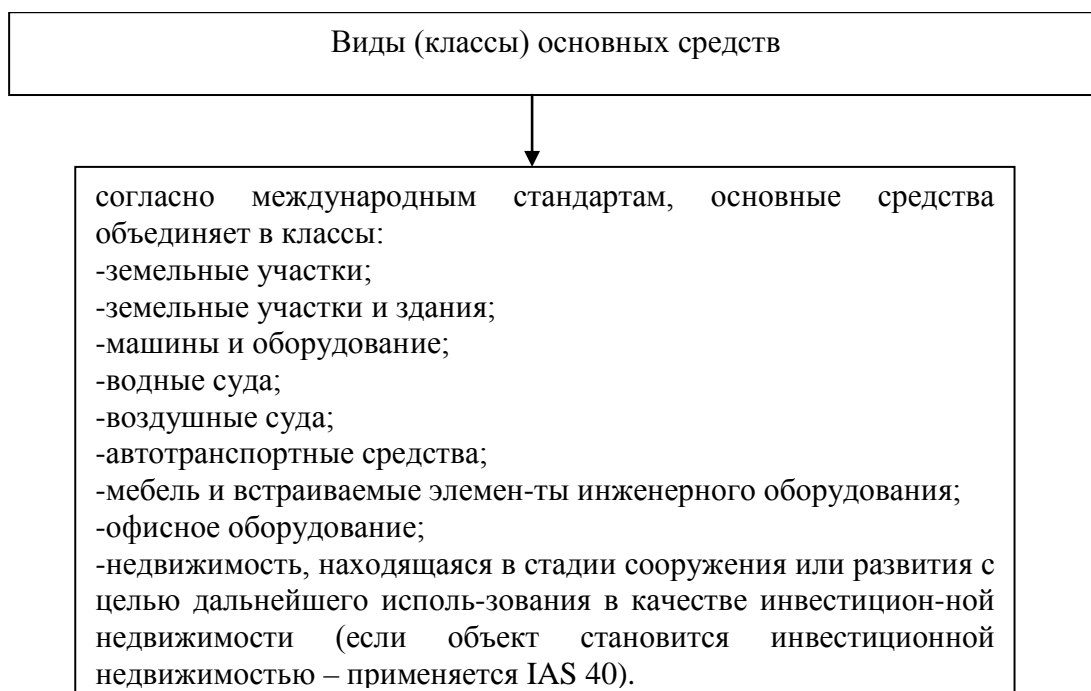 Виды (классы) основных средств
согласно международным стандартам, основные средства
объединяет в классы:
-земельные участки;
-земельные участки и здания;
-машины и оборудование;
-водные суда;
-воздушные суда;
-автотранспортные средства;
-мебель и встраиваемые элемен-ты инженерного оборудования;
-офисное оборудование;
-недвижимость, находящаяся в стадии сооружения или развития с
целью дальнейшего исполь-зования в качестве инвестицион-ной
недвижимости (если объект становится инвестиционной
недвижимостью – применяется IAS 40).